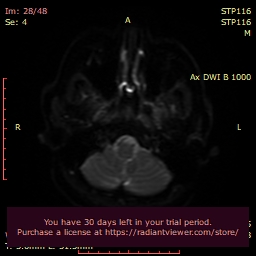 Im: 28/48
STP116
Se: 4
STP116
M
A
Ax DWI B 1000
R
L
You have 30 days left in your trial period.
Purchase a license at https://radiantviewer.com/store/